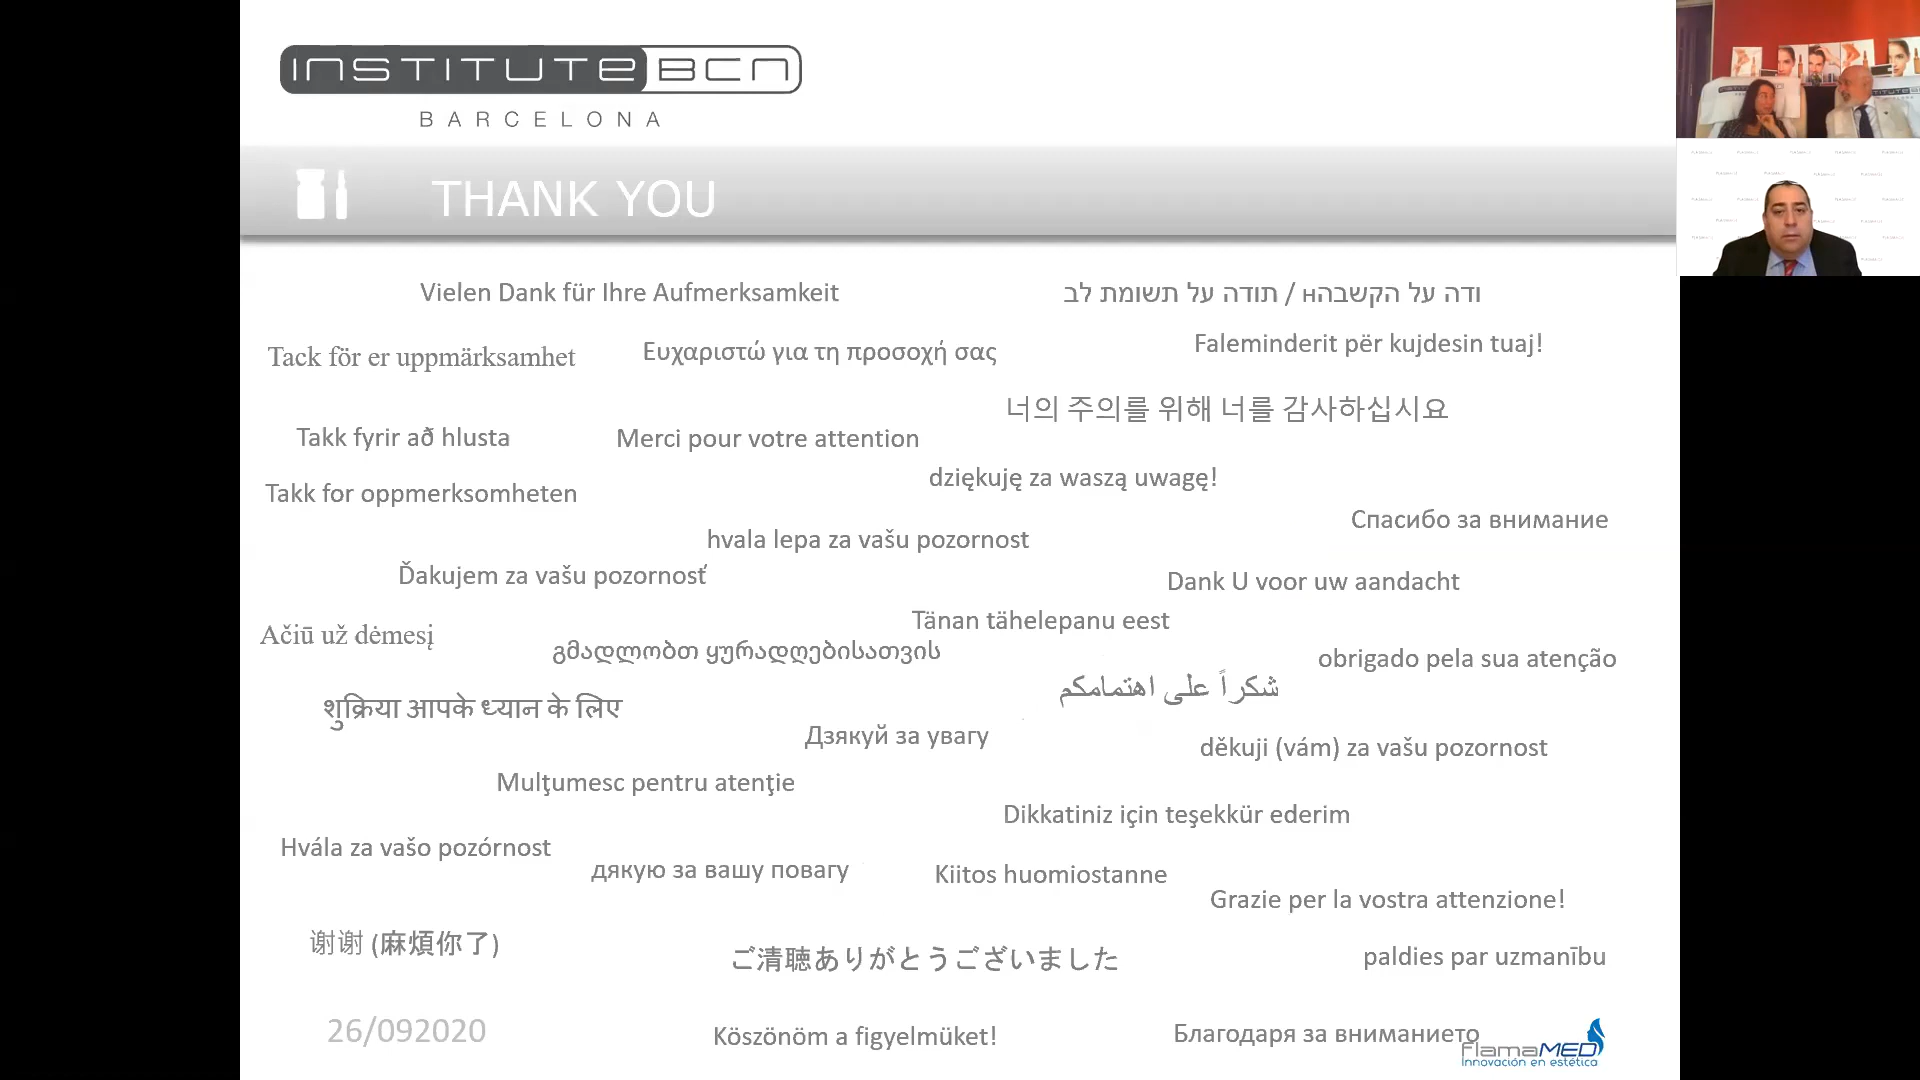 INSTITUTE BCN
BARCELONA
THANK YOU
Vielen Dank für Ihre Aufmerksamkeit
ודה על הקשבהн / תודה על תשומת לב
Tack för er uppmärksamhet
Ευχαριστώ για τη προσοχή σας
Faleminderit për kujdesin tuaj!
너의 주의를 위해 너를 감사하십시요
Takk fyrir að hlusta
Merci pour votre attention
dziękuję za waszą uwagę!
Takk for oppmerksomheten
Спасибо за внимание
hvala lepa za vašu pozornost
Ďakujem za vašu pozornosť
Dank U voor uw aandacht
Tänan tähelepanu eest
Ačiū už dėmesį
გმადლობთ ყურადღებისათვის
obrigado pela sua atenção
شكراً على اهتمامكم
शुक्रिया आपके ध्यान के लिए
Дзякуй за увагу
děkuji (vám) za vašu pozornost
Mulţumesc pentru atenţie
Dikkatiniz için teşekkür ederim
Hvála za vašo pozórnost
дякую за вашу повагу
Kiitos huomiostanne
Grazie per la vostra attenzione!
谢谢 (麻煩你了)
ご清聴ありがとうございました
paldies par uzmanību
26/092020
Köszönöm a figyelmüket!
Благодаря за вниманието
FlamaMED
Innovación en estética